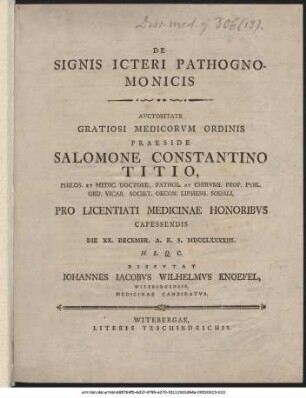 Diss. med. q. 306(13).
DE
SIGNIS ICTERI PATHOGNO-
MONICIS
AVCTORITATE
GRATIOSI MEDICORVM ORDINIS
PRAESIDE
SALOMONE CONSTANTINO
TITIO,
PHILOS. ET MEDIC. DOCTORE, PATHOL. ET CHIRVRG. PROF. PVBL.
ORD. VICAR. SOCIET. OECON. LIPSIENS. SODALI,
PRO LICENTIATI MEDICINAE HONORIBVS
CAPESSENDIS
DIE XX. DECEMBR. A. R. S. MDCCLXXXXIII.
H. L. Q. C.
DISPVTAT
IOHANNES IACOBVS WILHELMVS KNOEFEL,
WITEBERGENSIS,
MEDICINAE CANDIDATVS.
WITEBERGAE,
LITERIS TZSCHIEDRICHII.